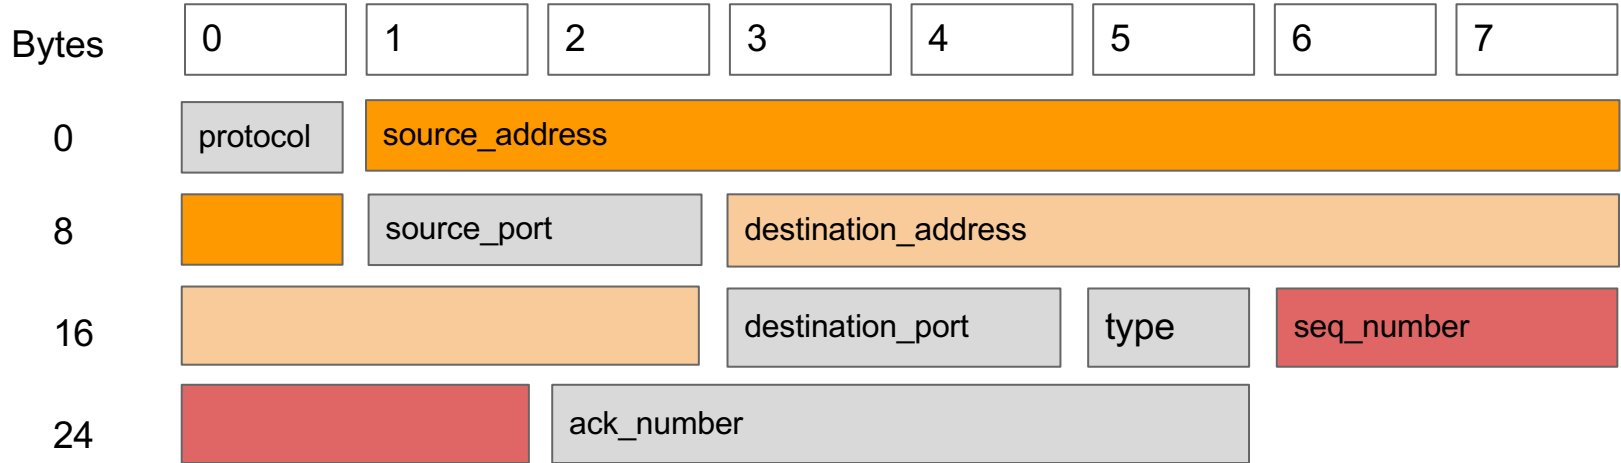 Bytes 0 1 2 3 4 5 6 7
0 protocol source_address
8 source_port destination_address
16 destination_port type seq_number
24 ack_number